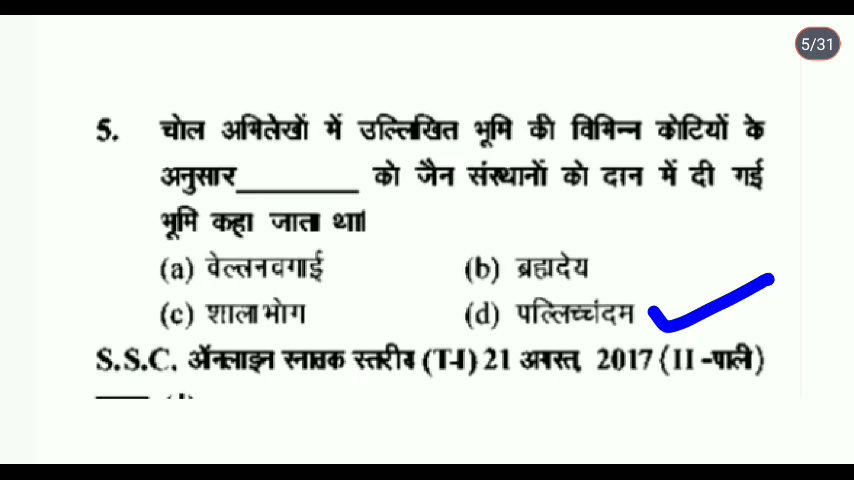 5/31
5. चोल अभिलेखों में उल्लिखित भूमि की विभिन्न कोटियों के
अनुसार________ को जैन संस्थानों को दान में दी गई
भूमि कहा जाता था।
(a) वेल्लनवगाई (b) ब्रह्मदेय
(c) शालाभोग (d) पल्लिच्चंदम
S.S.C. ऑनलाइन स्नातक स्तरीय (T-I) 21 अगस्त, 2017 (II -पाली)